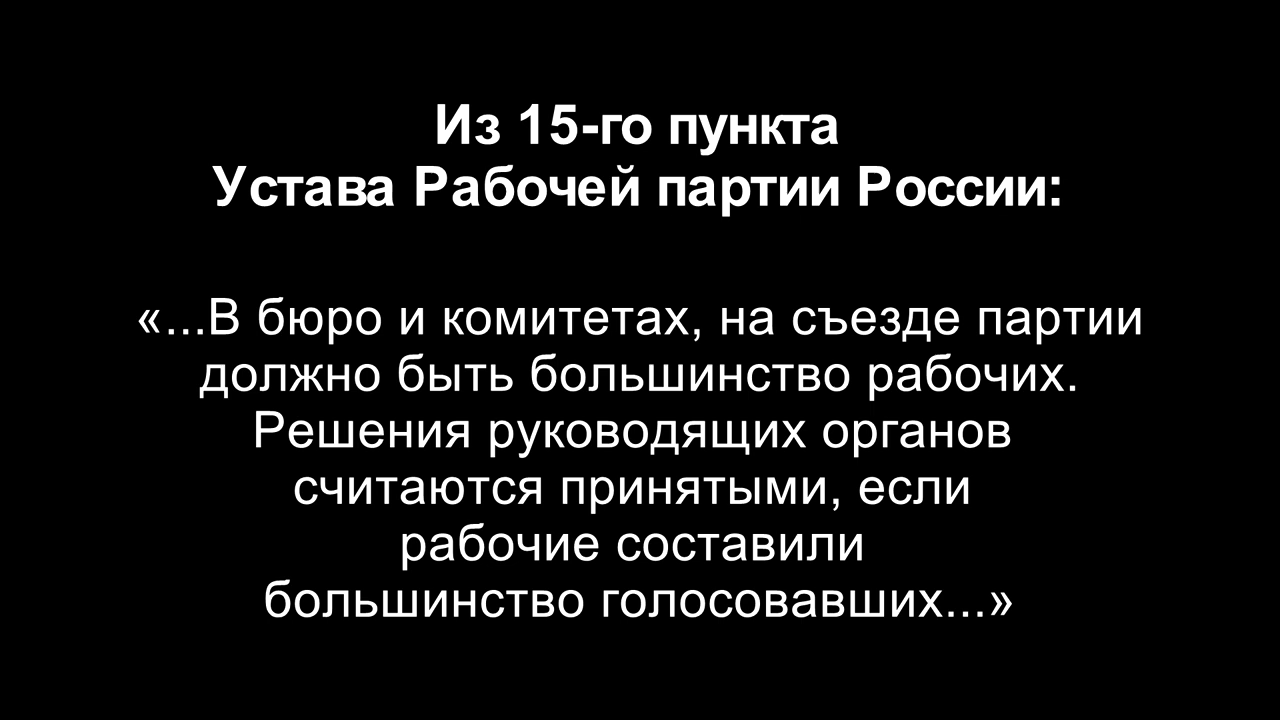 Из 15-го пункта
Устава Рабочей партии России:
«...В бюро и комитетах, на съезде партии
должно быть большинство рабочих.
Решения руководящих органов
считаются принятыми, если
рабочие составили
большинство голосовавших...»